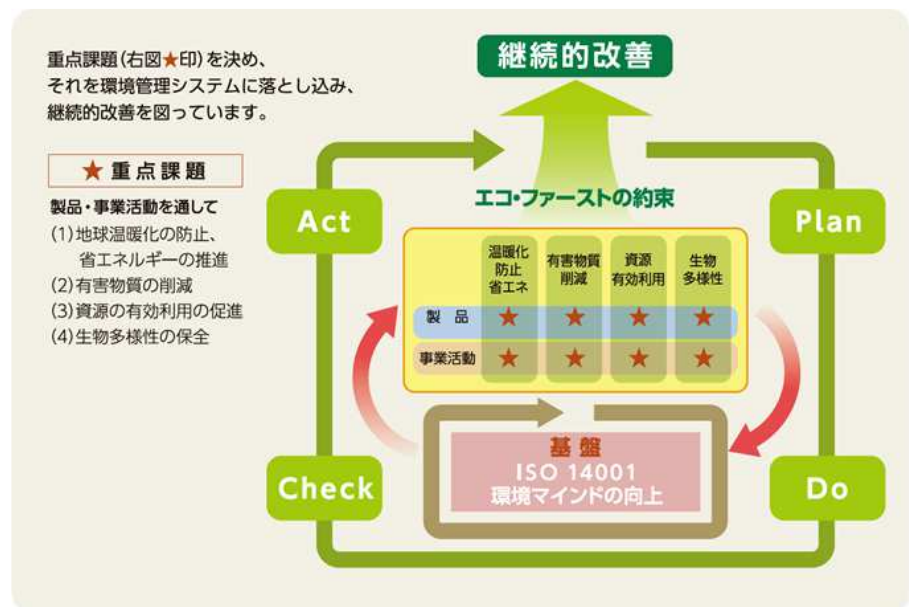 重点課題(右図★印)を決め、
それを環境管理システムに落とし込み、
継続的改善を図っています。
★重点課題
製品・事業活動を通して
(1)地球温暖化の防止、
省エネルギーの推進
(2)有害物質の削減
(3)資源の有効利用の促進
(4)生物多様性の保全
継続的改善
エコ・ファーストの約束
Act
Plan
温暖化
防止
省エネ
有害物質
削減
資源
有効利用
生物
多様性
製品 ★ ★ ★ ★
事業活動 ★ ★ ★ ★
基盤
ISO 14001
環境マインドの向上
Check
Do